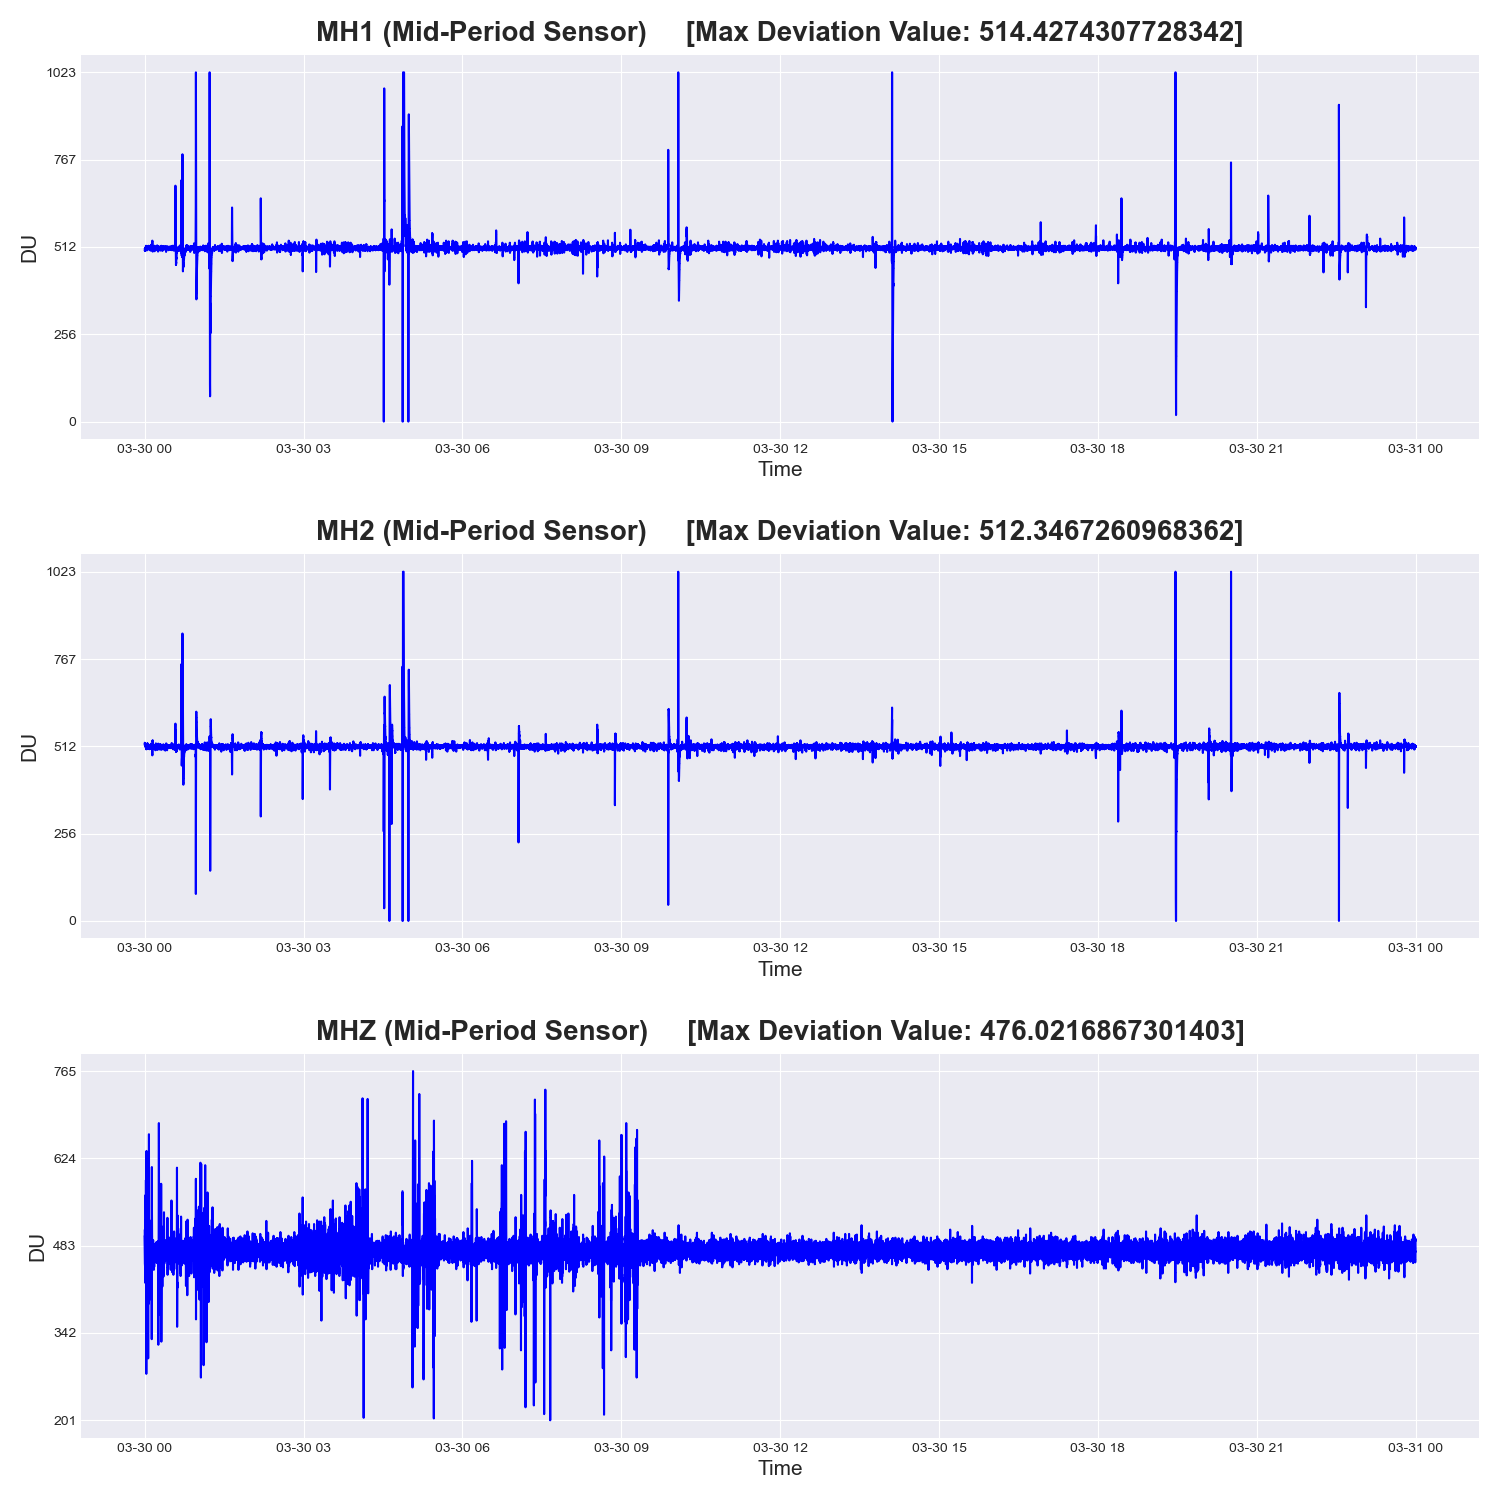 MH1 (Mid-Period Sensor) [Max Deviation Value: 514.4274307728342]
1023
767
512
256
0
DU
03-30 00 03-30 03 03-30 06 03-30 09 03-30 12 03-30 15 03-30 18 03-30 21 03-31 00
Time
MH2 (Mid-Period Sensor) [Max Deviation Value: 512.3467260968362]
1023
767
512
256
0
DU
03-30 00 03-30 03 03-30 06 03-30 09 03-30 12 03-30 15 03-30 18 03-30 21 03-31 00
Time
MHZ (Mid-Period Sensor) [Max Deviation Value: 476.0216867301403]
765
624
483
342
201
DU
03-30 00 03-30 03 03-30 06 03-30 09 03-30 12 03-30 15 03-30 18 03-30 21 03-31 00
Time